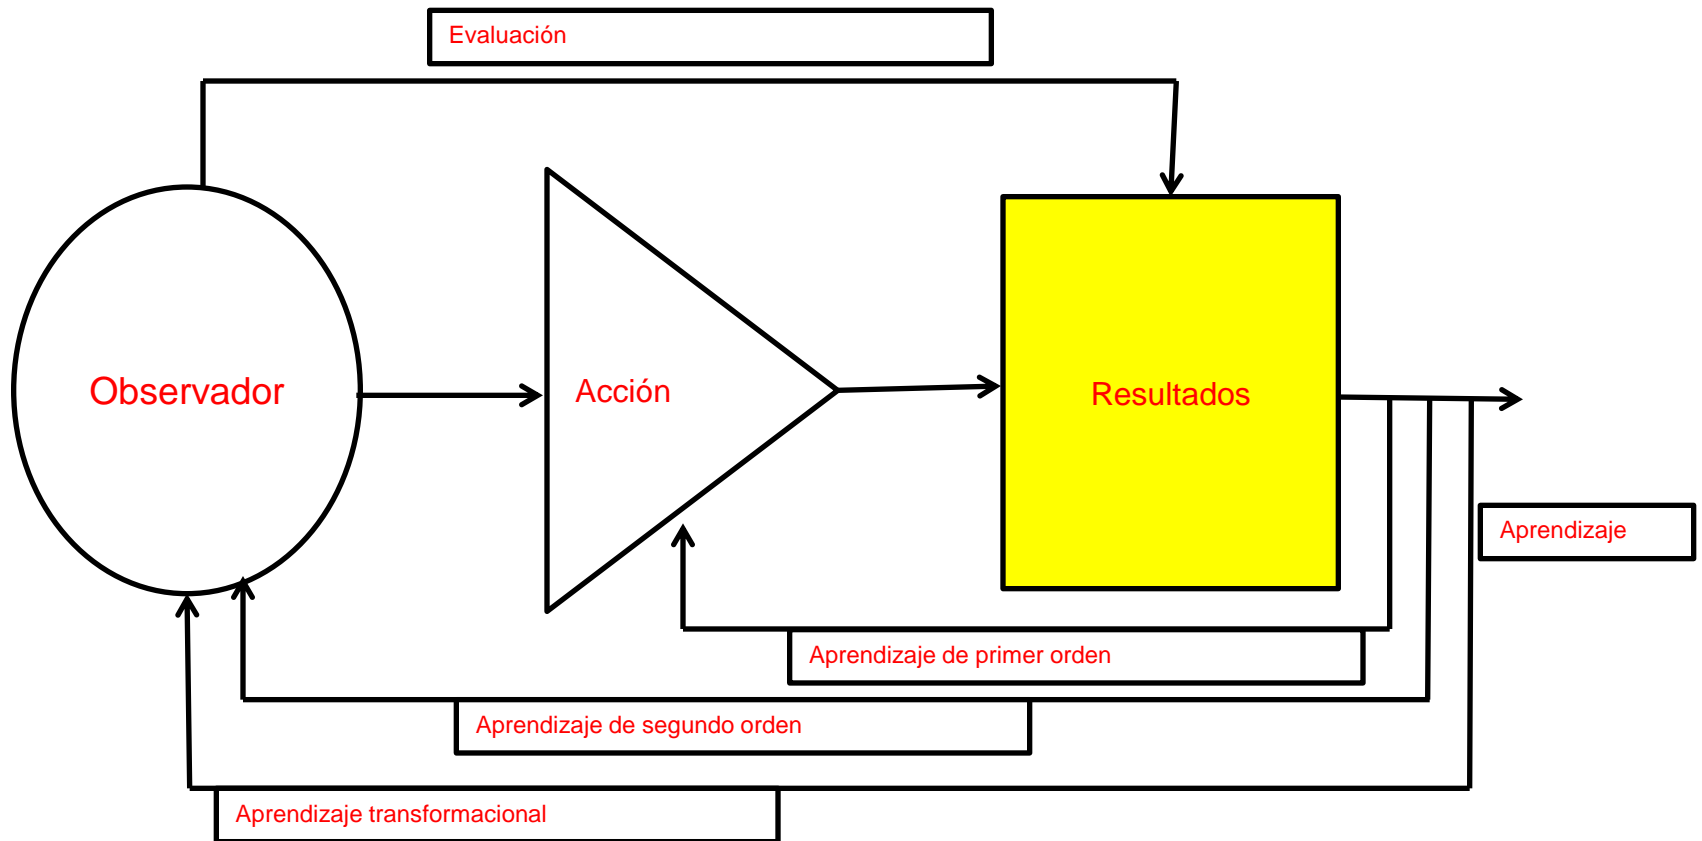 Evaluación
Observador
Acción
Resultados
Aprendizaje
Aprendizaje de primer orden
Aprendizaje de segundo orden
Aprendizaje transformacional